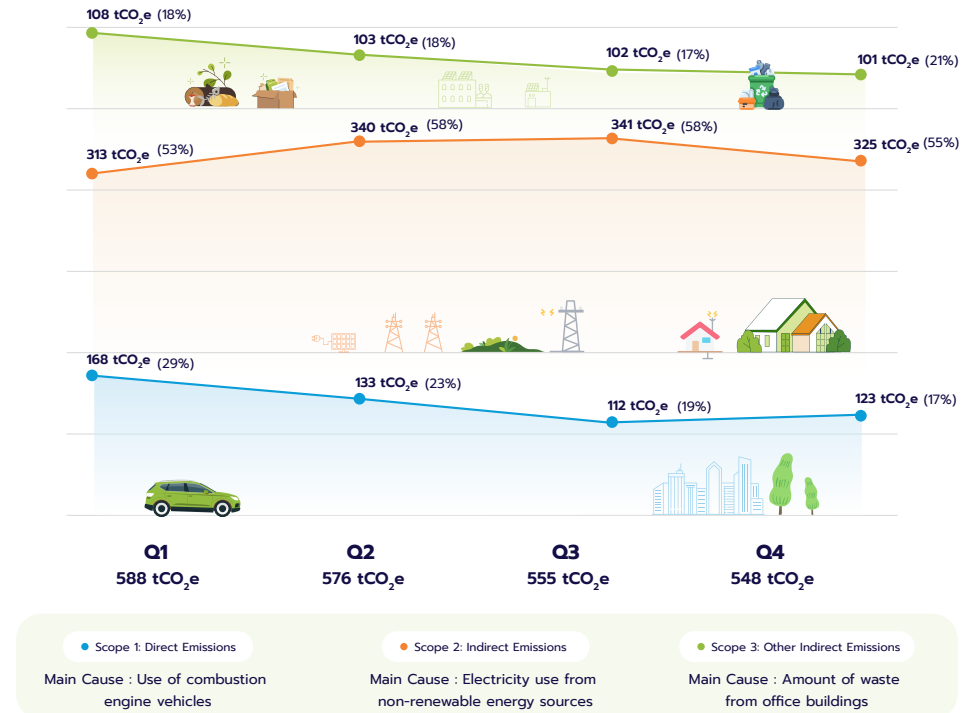 108 tCO₂e (18%)
103 tCO₂e (18%)
102 tCO₂e (17%)
101 tCO₂e (21%)
313 tCO₂e (53%)
340 tCO₂e (58%)
341 tCO₂e (58%)
325 tCO₂e (55%)
168 tCO₂e (29%)
133 tCO₂e (23%)
112 tCO₂e (19%)
123 tCO₂e (17%)
Q1
588 tCO₂e
Q2
576 tCO₂e
Q3
555 tCO₂e
Q4
548 tCO₂e
Scope 1: Direct Emissions
Main Cause : Use of combustion
engine vehicles
Scope 2: Indirect Emissions
Main Cause : Electricity use from
non-renewable energy sources
Scope 3: Other Indirect Emissions
Main Cause : Amount of waste
from office buildings